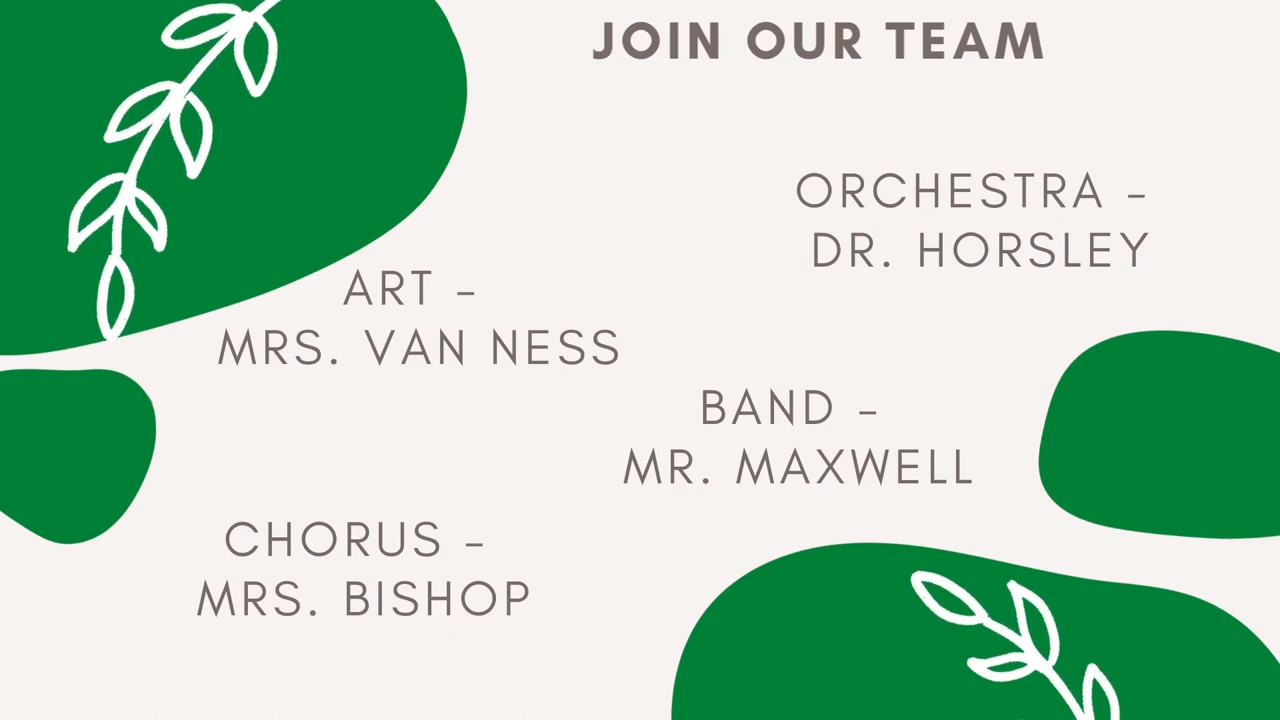 JOIN OUR TEAM
ORCHESTRA -
DR. HORSLEY
ART -
MRS. VAN NESS
BAND -
MR. MAXWELL
CHORUS -
MRS. BISHOP